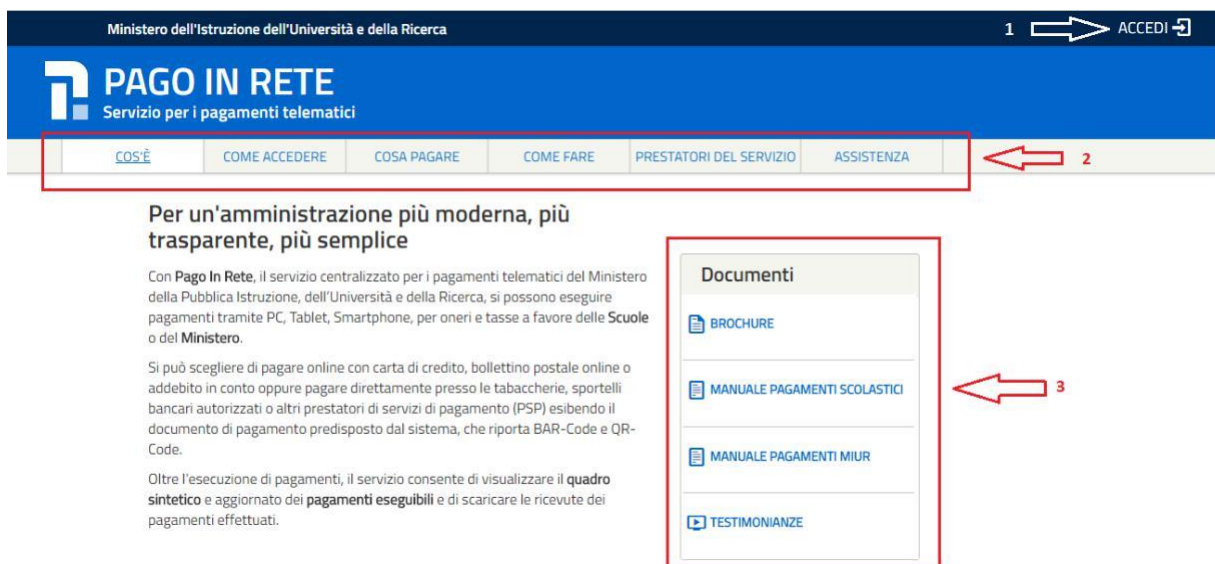 Ministero dell'Istruzione dell'Università e della Ricerca
1
ACCEDI
PAGO IN RETE
Servizio per i pagamenti telematici
COS'È
COME ACCEDERE
COSA PAGARE
COME FARE
PRESTATORI DEL SERVIZIO
ASSISTENZA
2
Per un'amministrazione più moderna, più
trasparente, più semplice
Con Pago In Rete, il servizio centralizzato per i pagamenti telematici del Ministero
della Pubblica Istruzione, dell'Università e della Ricerca, si possono eseguire
pagamenti tramite PC, Tablet, Smartphone, per oneri e tasse a favore delle Scuole
o del Ministero.
Si può scegliere di pagare online con carta di credito, bollettino postale online o
addebito in conto oppure pagare direttamente presso le tabaccherie, sportelli
bancari autorizzati o altri prestatori di servizi di pagamento (PSP) esibendo il
documento di pagamento predisposto dal sistema, che riporta BAR-Code e QR-
Code.
Oltre l'esecuzione di pagamenti, il servizio consente di visualizzare il quadro
sintetico e aggiornato dei pagamenti eseguibili e di scaricare le ricevute dei
pagamenti effettuati.
Documenti
BROCHURE
MANUALE PAGAMENTI SCOLASTICI
MANUALE PAGAMENTI MIUR
TESTIMONIANZE
3